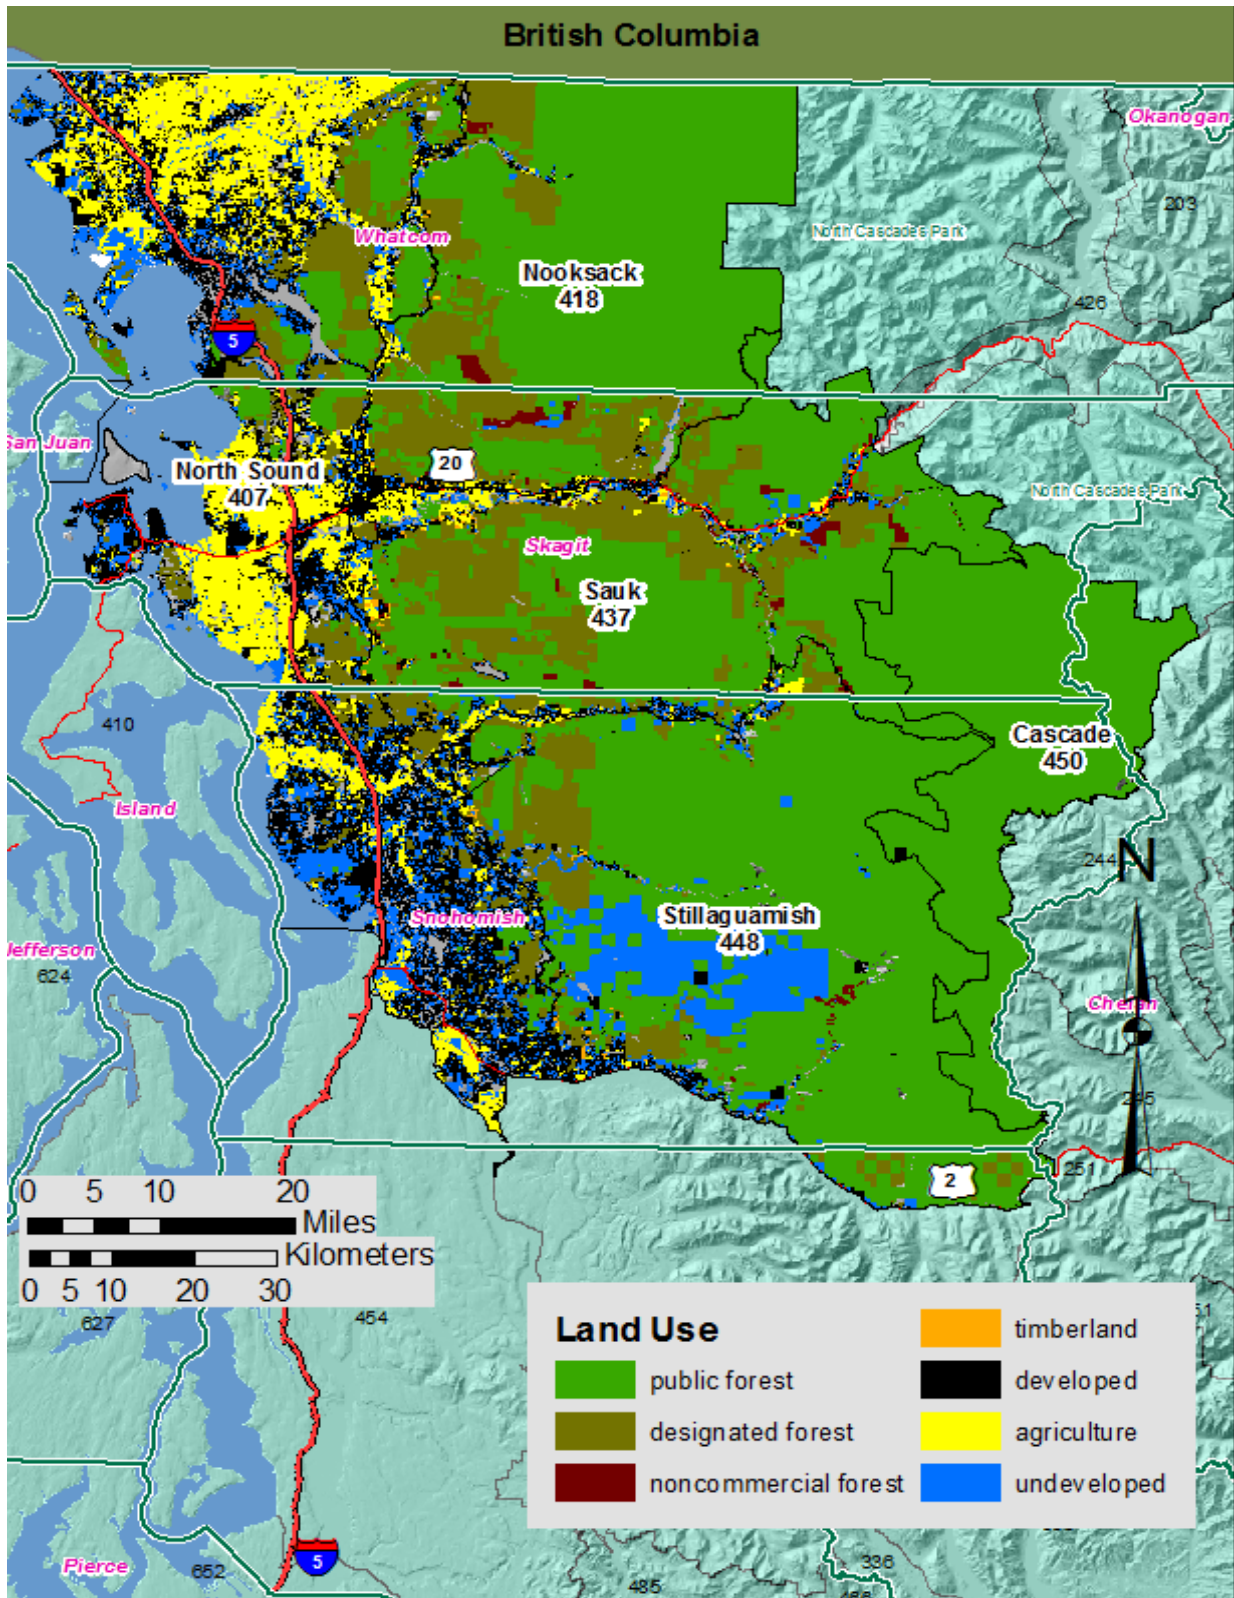 British Columbia
Okanogan
203
Whatcom
North Cascades Park
Nooksack
418
426
5
San Juan
North Sound
407
20
North Cascades Park
Skagit
Sauk
437
410
Cascade
450
Island
244
N
Snohomish
Stillaguamish
448
Jefferson
624
Chelan
245
251
2
0 5 10 20
Miles
Kilometers
0 5 10 20 30
627
454
Land Use
public forest
designated forest
noncommercial forest
timberland
developed
agriculture
undeveloped
5
Pierce
652
485
336